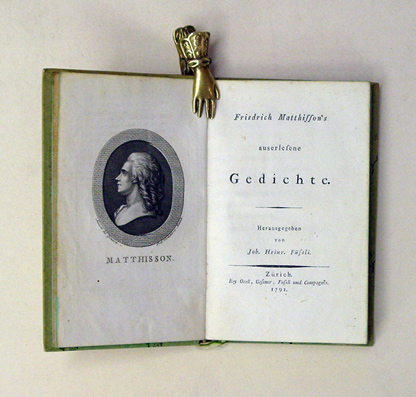 MATTHISSON.
Friedrich Matthiſſon's
auserleſene
Gedichte.
Herausgegeben
von
Joh. Heinr. Füſsli.
Zürich.
Bey Orell, Geſsner, Füſsli und Compagnie.
1791.